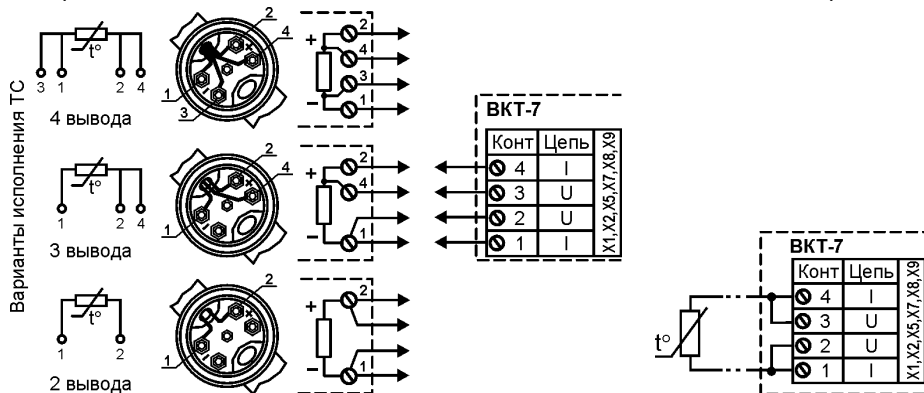 Варианты исполнения ТС
t°
3 1 2 4
4 вывода
2
4
1
3
+
−
2
4
3
1
t°
1 2 4
3 вывода
2
4
1
+
−
2
4
1
t°
1 2
2 вывода
2
1
+
−
2
1
ВКТ-7
Конт Цепь
4 I
3 U
2 U
1 I
X1,X2,X5,X7,X8,X9
t°
ВКТ-7
Конт Цепь
4 I
3 U
2 U
1 I
X1,X2,X5,X7,X8,X9